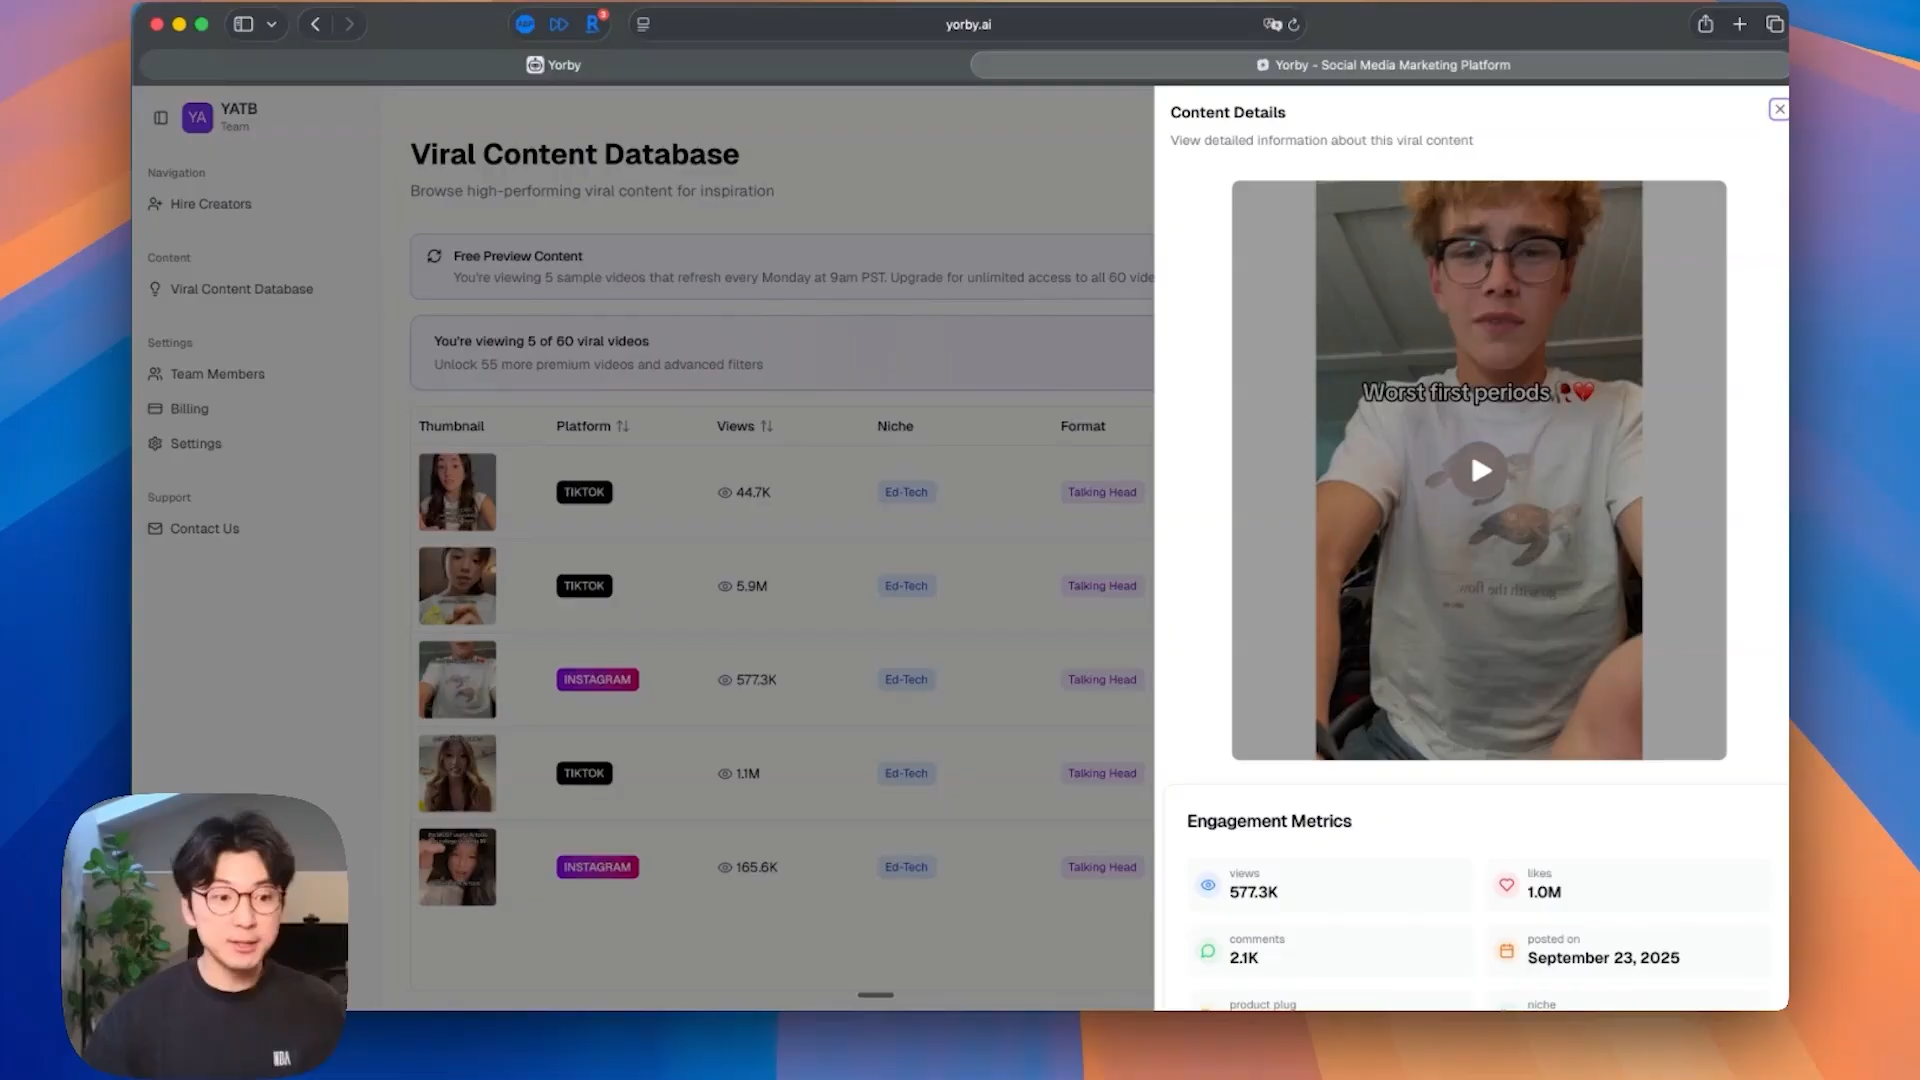 yorby.ai
Yorby
Yorby - Social Media Marketing Platform
YA
YATB
Team
Navigation
Hire Creators
Content
Viral Content Database
Settings
Team Members
Billing
Settings
Support
Contact Us
Viral Content Database
Browse high-performing viral content for inspiration
Free Preview Content
You're viewing 5 sample videos that refresh every Monday at 9am PST. Upgrade for unlimited access to all 60 vide
You're viewing 5 of 60 viral videos
Unlock 55 more premium videos and advanced filters
Thumbnail Platform Views Niche Format
TIKTOK 44.7K Ed-Tech Talking Head
TIKTOK 5.9M Ed-Tech Talking Head
INSTAGRAM 577.3K Ed-Tech Talking Head
TIKTOK 1.1M Ed-Tech Talking Head
INSTAGRAM 165.6K Ed-Tech Talking Head
Content Details
View detailed information about this viral content
Worst first periods🥀💔
go with the flow
Engagement Metrics
views
577.3K
likes
1.0M
comments
2.1K
posted on
September 23, 2025
product plug
niche